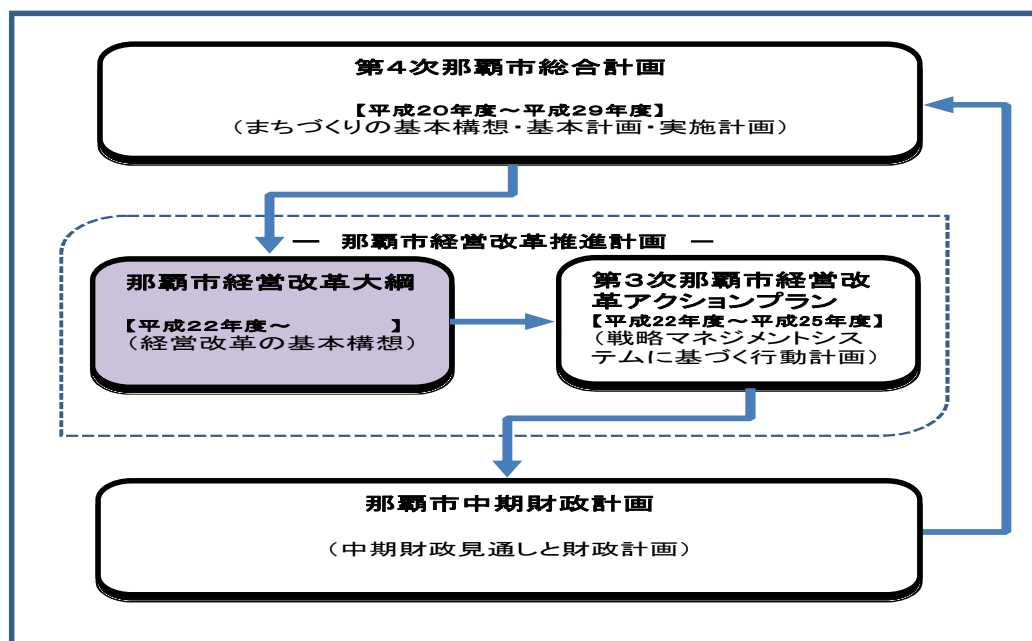 第4次那覇市総合計画
【平成20年度～平成29年度】
（まちづくりの基本構想・基本計画・実施計画）
― 那覇市経営改革推進計画 ―
那覇市経営改革大綱
【平成22年度～　　　　　】
（経営改革の基本構想）
第３次那覇市経営改
革アクションプラン
【平成22年度～平成25年度】
（戦略マネジメントシス
テムに基づく行動計画）
那覇市中期財政計画
（中期財政見通しと財政計画）